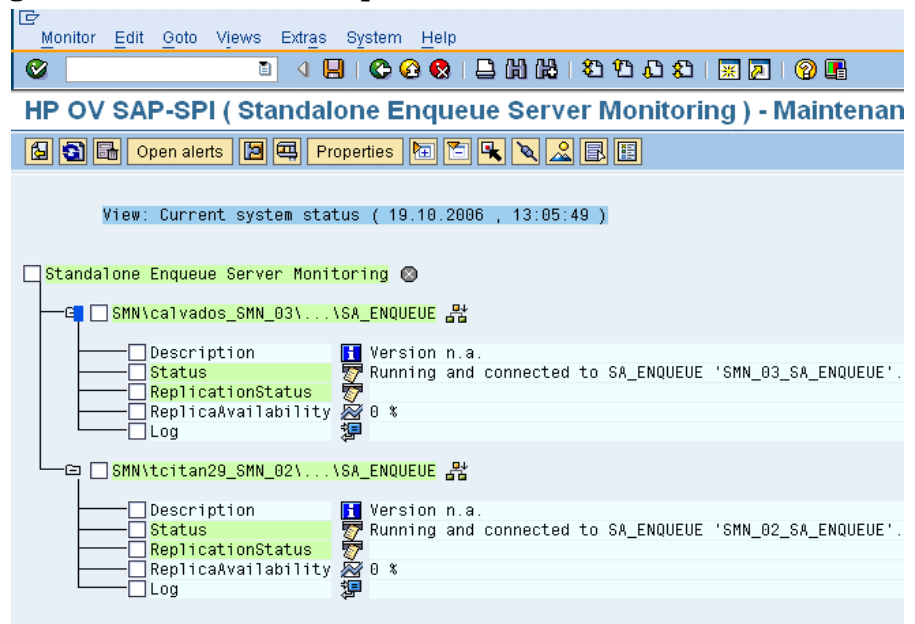 Monitor Edit Goto Views Extras System Help
HP OV SAP-SPI ( Standalone Enqueue Server Monitoring ) - Maintenan
Open alerts Properties
View: Current system status ( 19.10.2006 , 13:05:49 )
Standalone Enqueue Server Monitoring
SMN\calvados_SMN_03\...\SA_ENQUEUE
Description Version n.a.
Status Running and connected to SA_ENQUEUE 'SMN_03_SA_ENQUEUE'.
ReplicationStatus
ReplicaAvailability 0 %
Log
SMN\tcitan29_SMN_02\...\SA_ENQUEUE
Description Version n.a.
Status Running and connected to SA_ENQUEUE 'SMN_02_SA_ENQUEUE'.
ReplicationStatus
ReplicaAvailability 0 %
Log